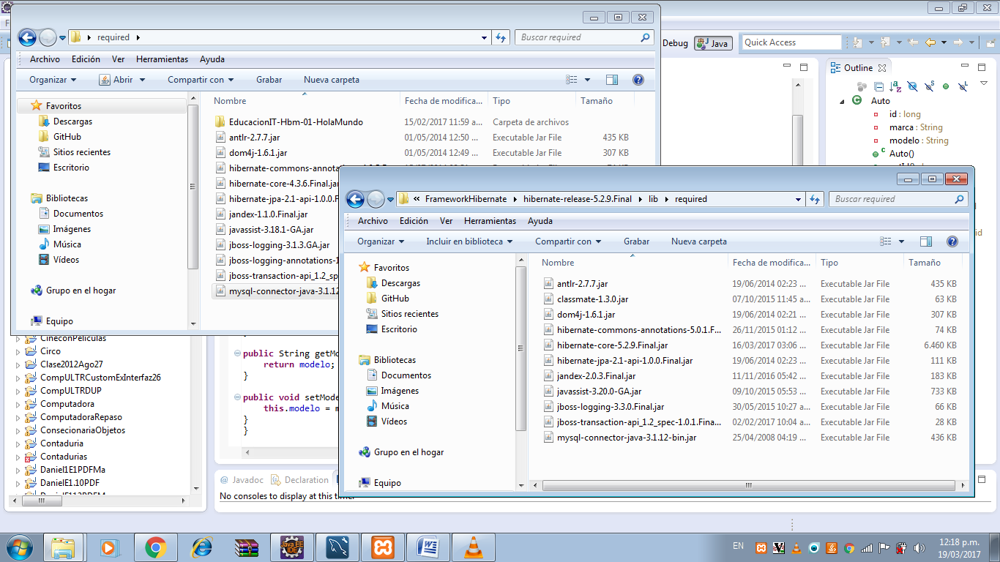 required
Buscar required
Archivo Edición Ver Herramientas Ayuda
Organizar Abrir Compartir con Grabar Nueva carpeta
Favoritos
Descargas
GitHub
Sitios recientes
Escritorio
Bibliotecas
Documentos
Imágenes
Música
Vídeos
Grupo en el hogar
Equipo
Nombre Fecha de modifica... Tipo Tamaño
EducacionIT-Hbm-01-HolaMundo 15/02/2017 11:59 a... Carpeta de archivos
antlr-2.7.7.jar 01/05/2014 12:50 ... Executable Jar File 435 KB
dom4j-1.6.1.jar 01/05/2014 12:49 ... Executable Jar File 307 KB
hibernate-commons-annota
hibernate-core-4.3.6.Final.jar
hibernate-jpa-2.1-api-1.0.0.F
jandex-1.1.0.Final.jar
javassist-3.18.1-GA.jar
jboss-logging-3.1.3.GA.jar
jboss-logging-annotations-1
jboss-transaction-api_1.2_spe
mysql-connector-java-3.1.12
Debug Java Quick Access
Outline
Auto
id : long
marca : String
modelo : String
Auto()
id
FrameworkHibernate hibernate-release-5.2.9.Final lib required
Buscar required
Archivo Edición Ver Herramientas Ayuda
Organizar Incluir en biblioteca Compartir con Grabar Nueva carpeta
Favoritos
Descargas
GitHub
Sitios recientes
Escritorio
Bibliotecas
Documentos
Imágenes
Música
Vídeos
Grupo en el hogar
Equipo
Nombre Fecha de modifica... Tipo Tamaño
antlr-2.7.7.jar 19/06/2014 02:23 ... Executable Jar File 435 KB
classmate-1.3.0.jar 07/10/2015 11:45 a... Executable Jar File 63 KB
dom4j-1.6.1.jar 19/06/2014 02:21 ... Executable Jar File 307 KB
hibernate-commons-annotations-5.0.1.F... 26/11/2015 01:12 ... Executable Jar File 74 KB
hibernate-core-5.2.9.Final.jar 16/03/2017 03:06 ... Executable Jar File 6.460 KB
hibernate-jpa-2.1-api-1.0.0.Final.jar 19/06/2014 02:23 ... Executable Jar File 111 KB
jandex-2.0.3.Final.jar 11/11/2016 05:42 ... Executable Jar File 183 KB
javassist-3.20.0-GA.jar 09/10/2015 05:53 ... Executable Jar File 733 KB
jboss-logging-3.3.0.Final.jar 30/05/2015 10:27 a... Executable Jar File 66 KB
jboss-transaction-api_1.2_spec-1.0.1.Fina... 02/02/2017 10:04 a... Executable Jar File 28 KB
mysql-connector-java-3.1.12-bin.jar 25/04/2008 04:19 ... Executable Jar File 436 KB
CineconPeliculas
Circo
Clase2012Ago27
CompULTRCustomExInterfaz26
CompULTRDUP
Computadora
ComputadoraRepaso
ConsecionariaObjetos
Contaduria
Contadurias
Daniel1E1PDFMa
DanielE1.10PDF
public String getMo
return modelo;
}
public void setMode
this.modelo = m
}
}
@ Javadoc Declaration
No consoles to display at this time.
EN
12:18 p.m.
19/03/2017